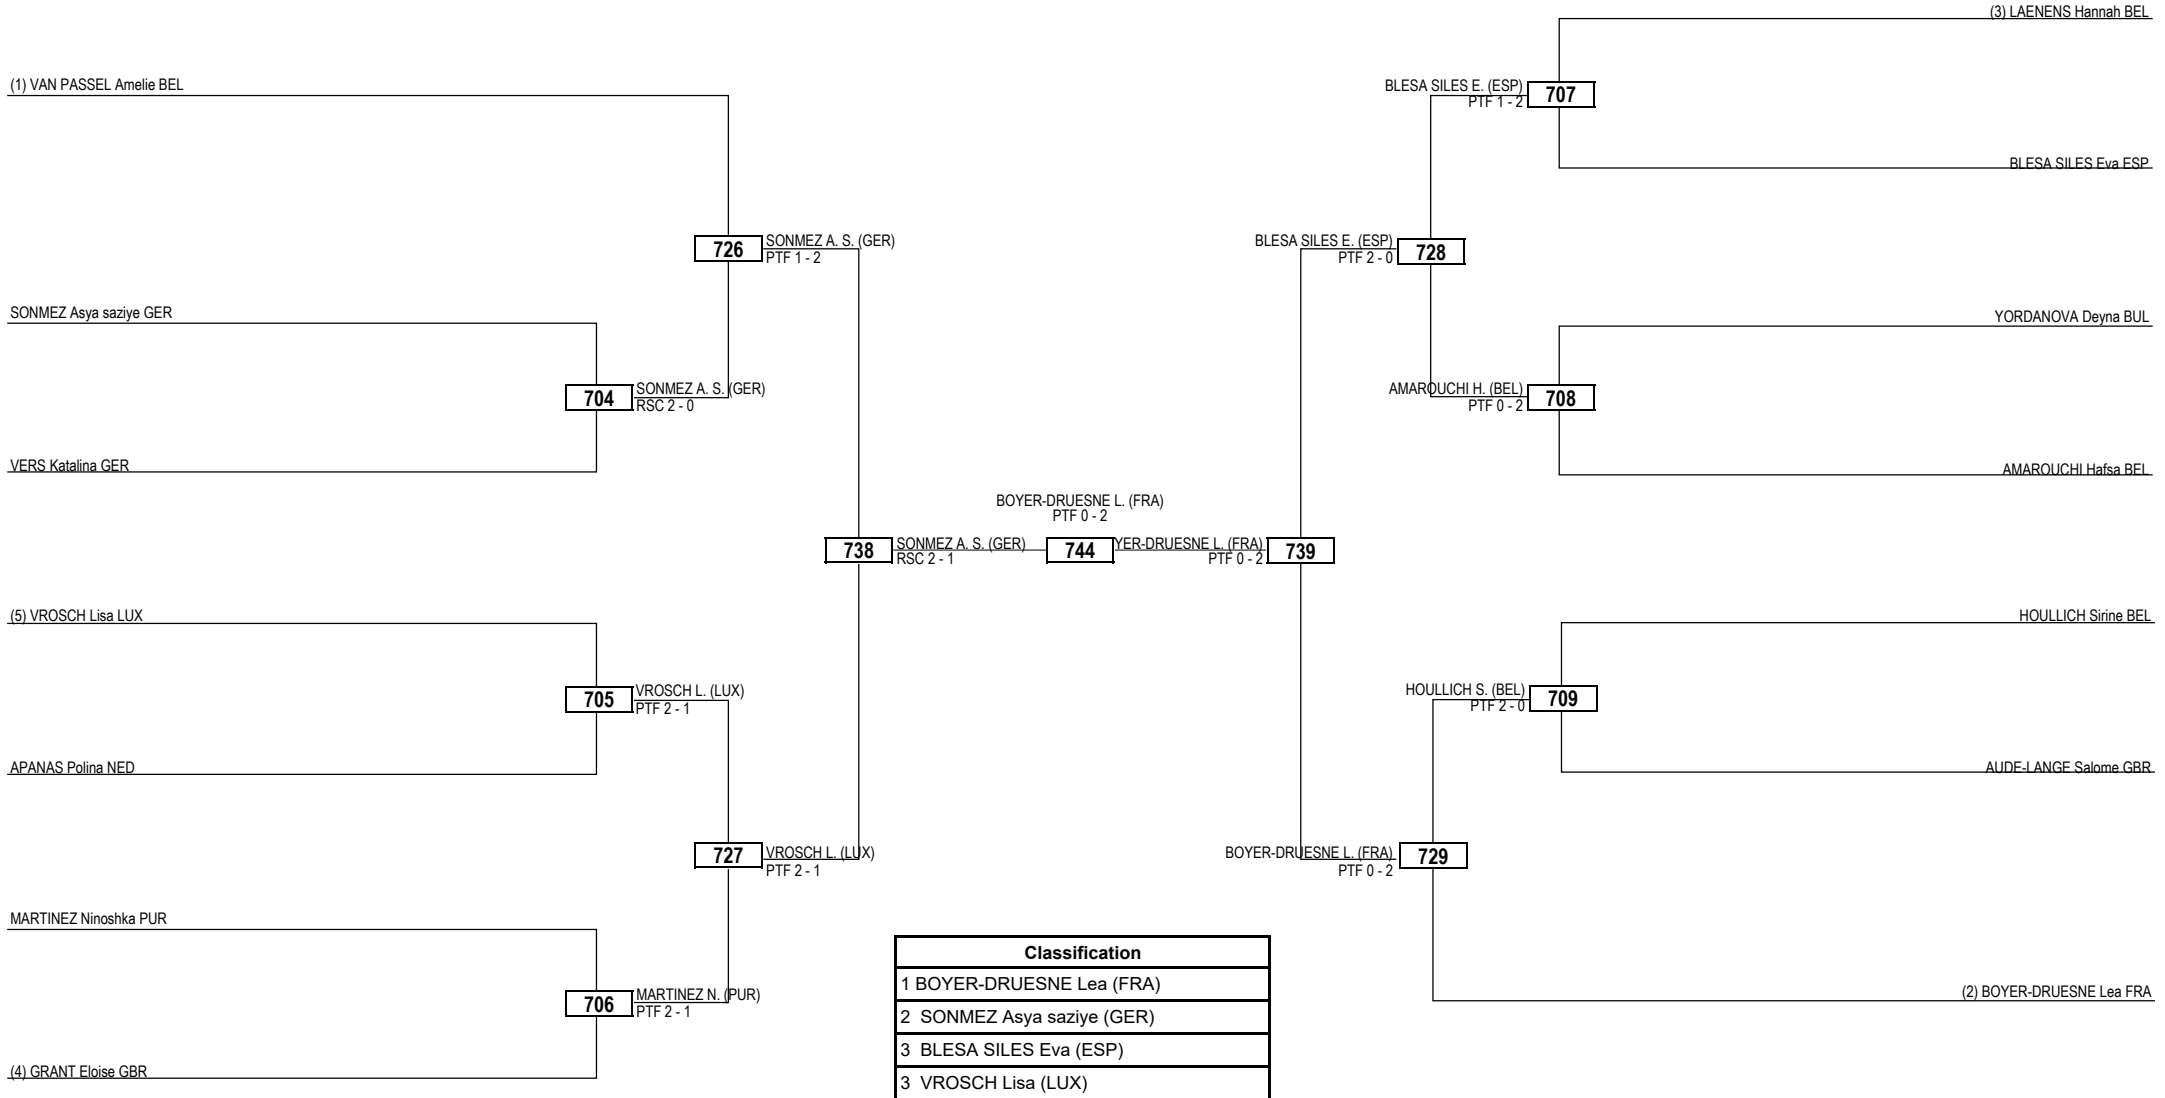 (3) LAENENS Hannah BEL
(1) VAN PASSEL Amelie BEL
BLESA SILES E. (ESP)
PTF 1 - 2
707
BLESA SILES Eva ESP
726
SONMEZ A. S. (GER)
PTF 1 - 2
BLESA SILES E. (ESP)
PTF 2 - 0
728
SONMEZ Asya saziye GER
YORDANOVA Deyna BUL
704
SONMEZ A. S. (GER)
RSC 2 - 0
AMAROUCHI H. (BEL)
PTF 0 - 2
708
VERS Katalina GER
AMAROUCHI Hafsa BEL
BOYER-DRUESNE L. (FRA)
PTF 0 - 2
738
SONMEZ A. S. (GER)
RSC 2 - 1
744
YER-DRUESNE L. (FRA)
PTF 0 - 2
739
(5) VROSCH Lisa LUX
HOULLICH Sirine BEL
705
VROSCH L. (LUX)
PTF 2 - 1
HOULLICH S. (BEL)
PTF 2 - 0
709
APANAS Polina NED
AUDE-LANGE Salome GBR
727
VROSCH L. (LUX)
PTF 2 - 1
BOYER-DRUESNE L. (FRA)
PTF 0 - 2
729
MARTINEZ Ninoshka PUR
706
MARTINEZ N. (PUR)
PTF 2 - 1
(2) BOYER-DRUESNE Lea FRA
(4) GRANT Eloise GBR
Classification
1 BOYER-DRUESNE Lea (FRA)
2 SONMEZ Asya saziye (GER)
3 BLESA SILES Eva (ESP)
3 VROSCH Lisa (LUX)